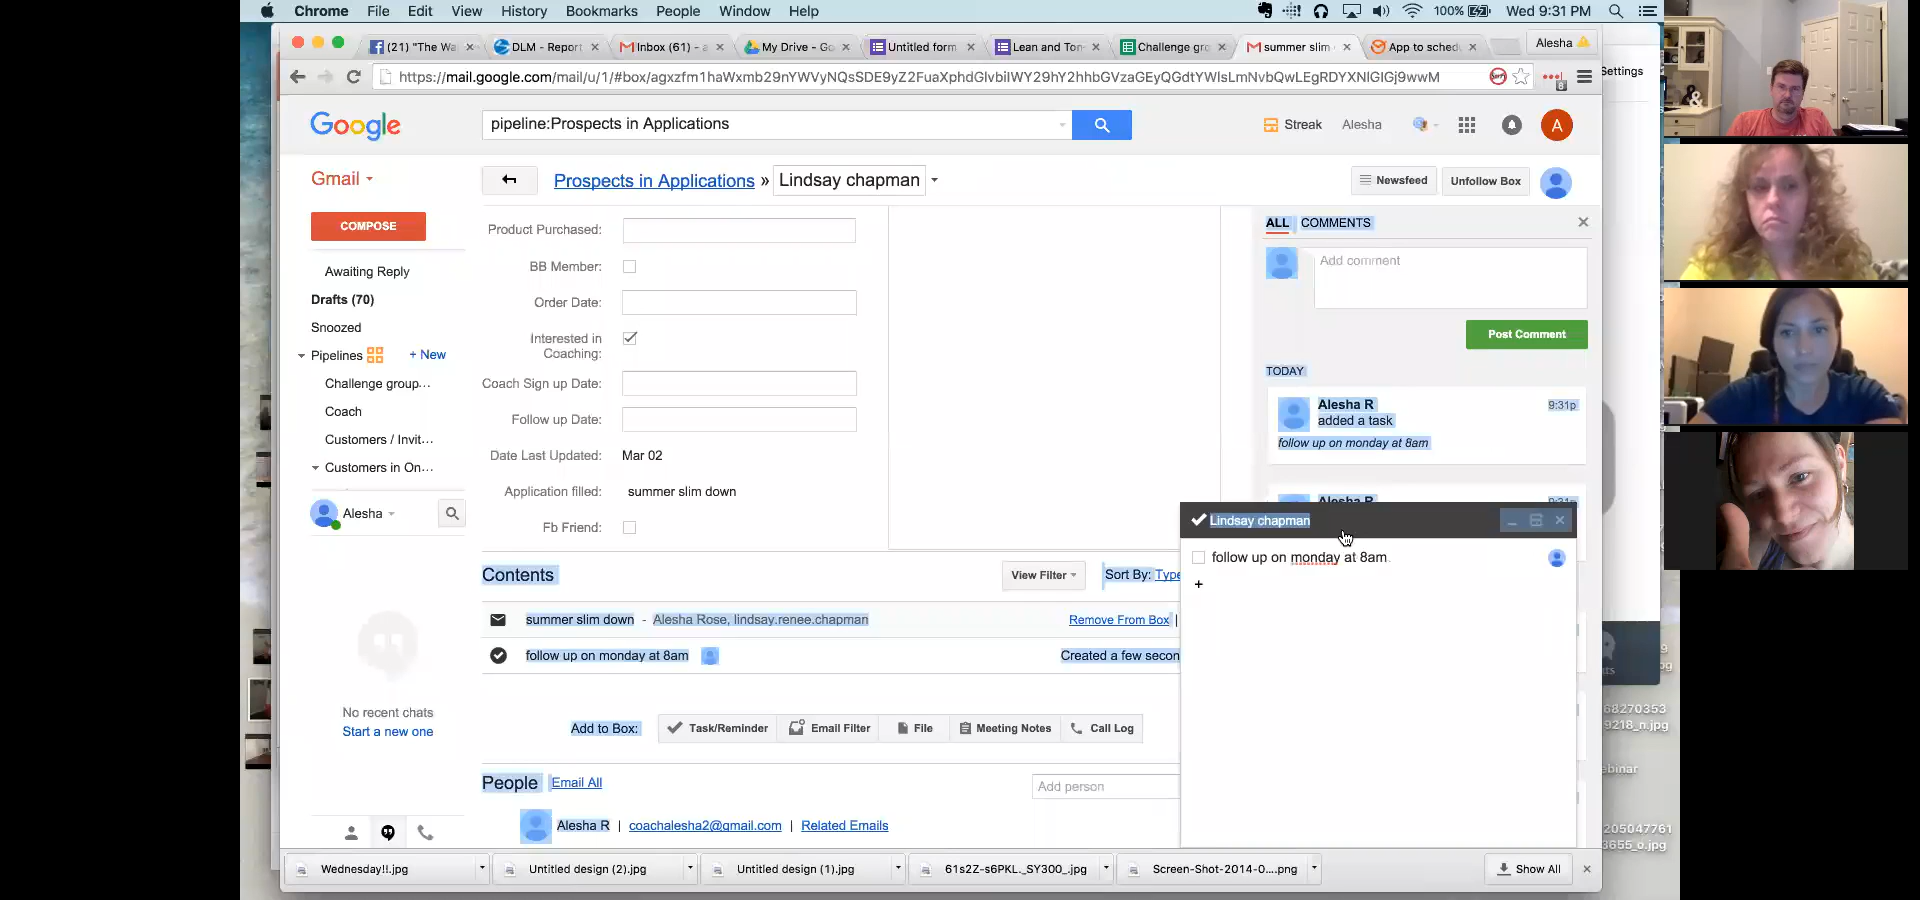 Chrome File Edit View History Bookmarks People Window Help
100% Wed 9:31 PM
(21) "The Wa
DLM - Report
Inbox (61) - a
My Drive - Go
Untitled form
Lean and Ton
Challenge gro
summer slim
App to sched
Alesha
Settings
Google
pipeline:Prospects in Applications
Streak
Alesha
A
Gmail
Prospects in Applications » Lindsay chapman
Newsfeed
Unfollow Box
COMPOSE
Awaiting Reply
Drafts (70)
Snoozed
Pipelines
+ New
Challenge group...
Coach
Customers / Invit...
Customers in On...
Alesha
No recent chats
Start a new one
Product Purchased:
BB Member:
Order Date:
Interested in
Coaching:
Coach Sign up Date:
Follow up Date:
Date Last Updated: Mar 02
Application filled: summer slim down
Fb Friend:
ALL COMMENTS
Add comment
Post Comment
TODAY
Alesha R 9:31p
added a task
follow up on monday at 8am
Alesha R 9:31p
Lindsay chapman
follow up on monday at 8am.
+
Contents
View Filter
Sort By: Type
summer slim down - Alesha Rose, lindsay.renee.chapman
Remove From Box |
follow up on monday at 8am
Created a few secon
Add to Box:
Task/Reminder
Email Filter
File
Meeting Notes
Call Log
People Email All
Add person
Alesha R | coachalesha2@gmail.com | Related Emails
68270353
9218_n.jpg
205047761
3655_o.jpg
Wednesday!!.jpg
Untitled design (2).jpg
Untitled design (1).jpg
61s2Z-s6PKL._SY300_.jpg
Screen-Shot-2014-0....png
Show All